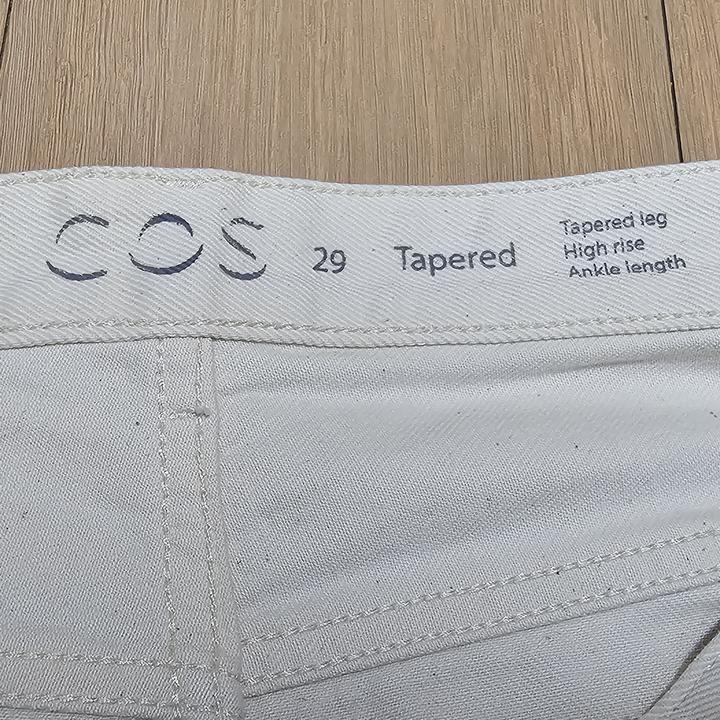 COS 29 Tapered
Tapered leg
High rise
Ankle length